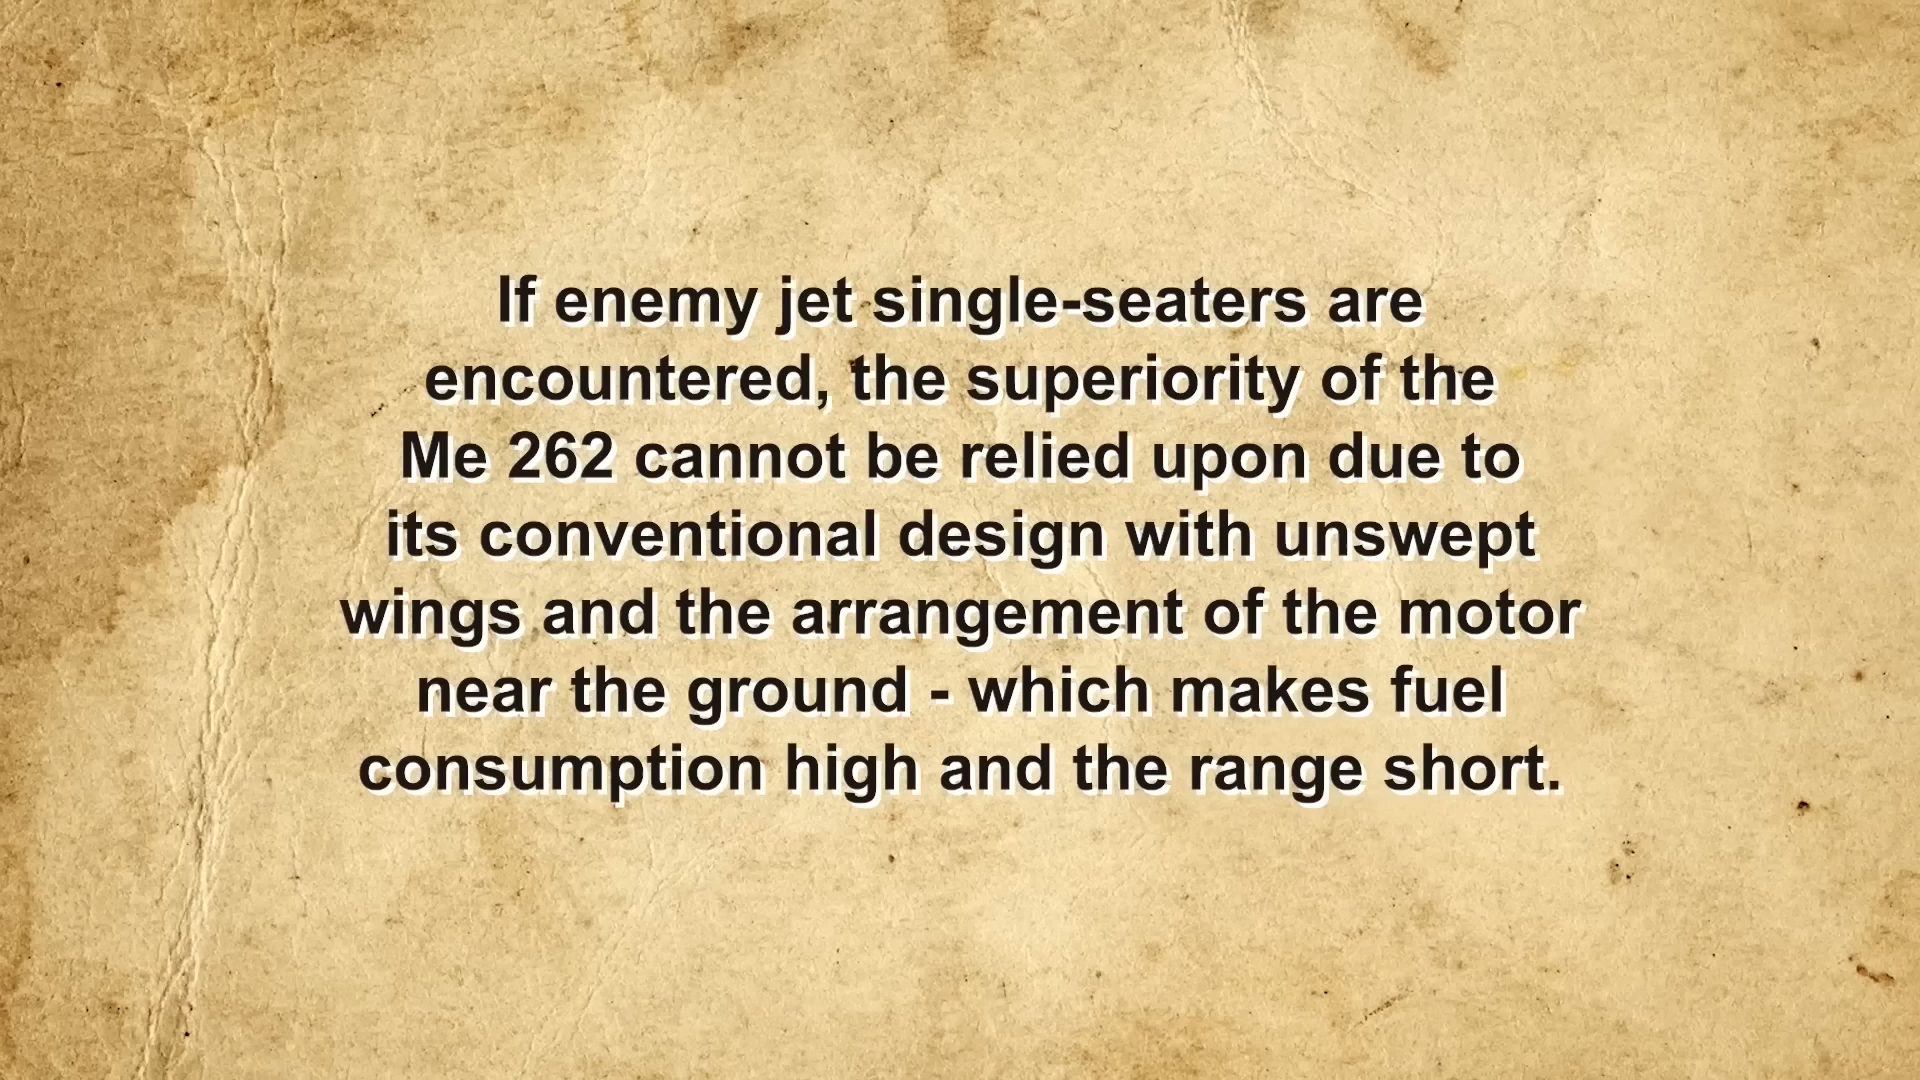 If enemy jet single-seaters are
encountered, the superiority of the
Me 262 cannot be relied upon due to
its conventional design with unswept
wings and the arrangement of the motor
near the ground - which makes fuel
consumption high and the range short.